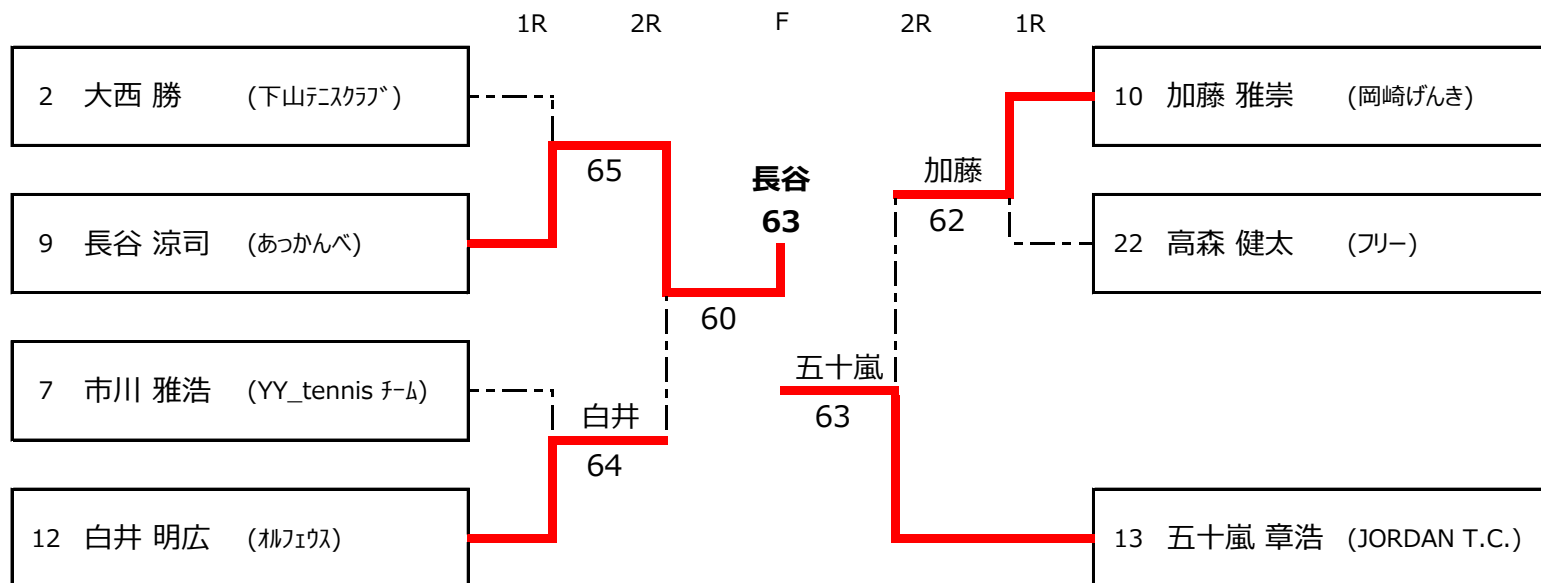 1R 2R F 2R 1R
2 大西 勝 (下山ﾃﾆｽｸﾗﾌﾞ)
10 加藤 雅崇 (岡崎げんき)
65
長谷
63
加藤
62
9 長谷 涼司 (あっかんべ)
22 高森 健太 (フリー)
60
五十嵐
63
7 市川 雅浩 (YY_tennis ﾁｰﾑ)
白井
64
12 白井 明広 (ｵﾙﾌｪｳｽ)
13 五十嵐 章浩 (JORDAN T.C.)